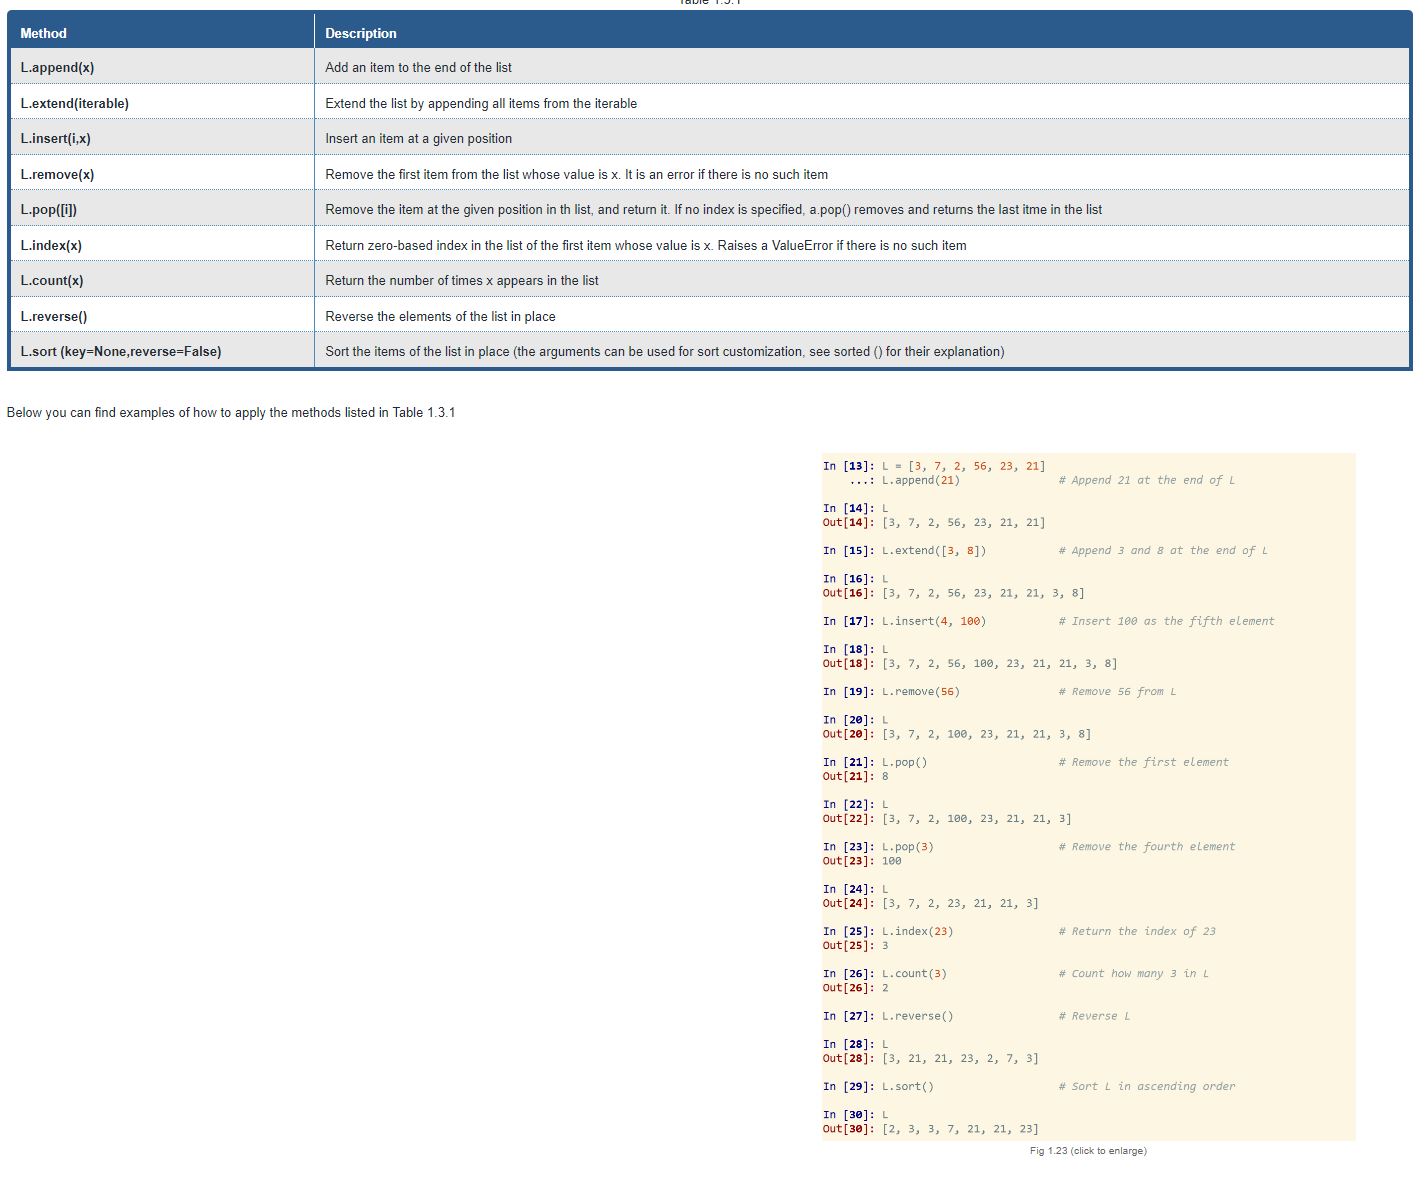 Table 1.3.1
Method Description
L.append(x) Add an item to the end of the list
L.extend(iterable) Extend the list by appending all items from the iterable
L.insert(i,x) Insert an item at a given position
L.remove(x) Remove the first item from the list whose value is x. It is an error if there is no such item
L.pop([i]) Remove the item at the given position in th list, and return it. If no index is specified, a.pop() removes and returns the last itme in the list
L.index(x) Return zero-based index in the list of the first item whose value is x. Raises a ValueError if there is no such item
L.count(x) Return the number of times x appears in the list
L.reverse() Reverse the elements of the list in place
L.sort (key=None,reverse=False) Sort the items of the list in place (the arguments can be used for sort customization, see sorted () for their explanation)
Below you can find examples of how to apply the methods listed in Table 1.3.1
In [13]: L = [3, 7, 2, 56, 23, 21]
...: L.append(21) # Append 21 at the end of L
In [14]: L
Out[14]: [3, 7, 2, 56, 23, 21, 21]
In [15]: L.extend([3, 8]) # Append 3 and 8 at the end of L
In [16]: L
Out[16]: [3, 7, 2, 56, 23, 21, 21, 3, 8]
In [17]: L.insert(4, 100) # Insert 100 as the fifth element
In [18]: L
Out[18]: [3, 7, 2, 56, 100, 23, 21, 21, 3, 8]
In [19]: L.remove(56) # Remove 56 from L
In [20]: L
Out[20]: [3, 7, 2, 100, 23, 21, 21, 3, 8]
In [21]: L.pop() # Remove the first element
Out[21]: 8
In [22]: L
Out[22]: [3, 7, 2, 100, 23, 21, 21, 3]
In [23]: L.pop(3) # Remove the fourth element
Out[23]: 100
In [24]: L
Out[24]: [3, 7, 2, 23, 21, 21, 3]
In [25]: L.index(23) # Return the index of 23
Out[25]: 3
In [26]: L.count(3) # Count how many 3 in L
Out[26]: 2
In [27]: L.reverse() # Reverse L
In [28]: L
Out[28]: [3, 21, 21, 23, 2, 7, 3]
In [29]: L.sort() # Sort L in ascending order
In [30]: L
Out[30]: [2, 3, 3, 7, 21, 21, 23]
Fig 1.23 (click to enlarge)